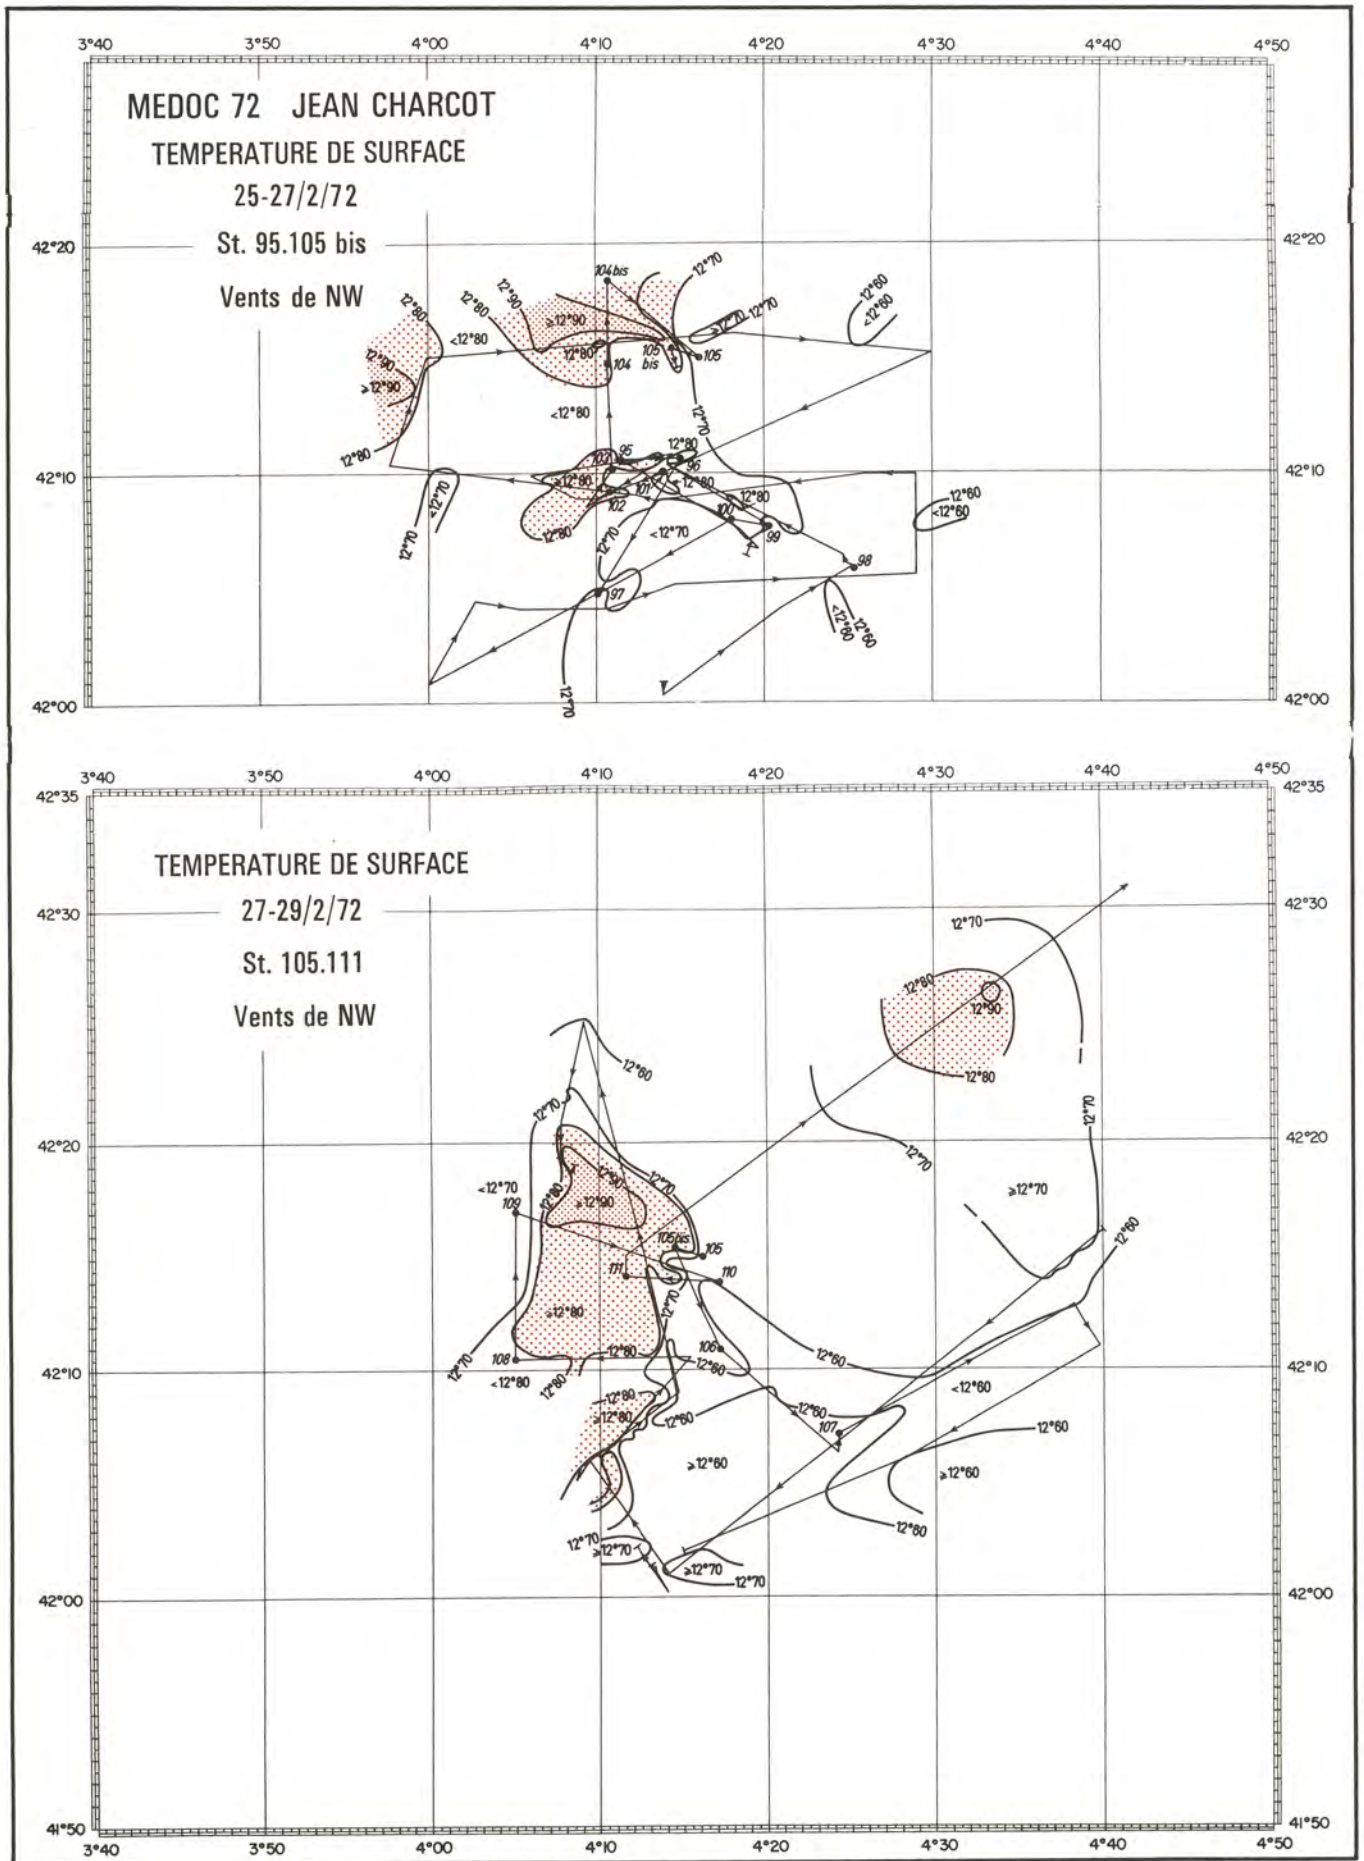 3°40 3°50 4°00 4°10 4°20 4°30 4°40 4°50
MEDOC 72 JEAN CHARCOT
TEMPERATURE DE SURFACE
25-27/2/72
42°20 St. 95.105 bis 42°20
Vents de NW
104bis 12°70
12°80 12°80 12°90 12°60
<12°80 ≥12°90 ≥12°70 12°70 <12°60
12°80 105 bis 105
12°90 104
≥12°90
<12°80 12°70
12°80
103 95 12°80
42°10 96 42°10
<12°70 ≥12°80 101 <12°80 12°80 12°60
102 100 <12°60
12°70 12°80 12°70 <12°70 99
98
97
<12°60 12°60
12°70
42°00 42°00
3°40 3°50 4°00 4°10 4°20 4°30 4°40 4°50
42°35 42°35
TEMPERATURE DE SURFACE
27-29/2/72
42°30 42°30
12°70
St. 105.111
12°80
Vents de NW 12°90
12°60 12°80
12°70 12°70
42°20 42°20
12°70
<12°70 12°80 12°90 12°70 ≥12°70
109 ≥12°90
105bis 105 12°60
111 110
≥12°80 12°70
106
12°70 108 12°80 12°60 12°60
42°10 42°10
<12°80 12°80 <12°60
12°80
≥12°80 12°60 12°60 107 12°60
≥12°60 ≥12°60
12°60
12°70
≥12°70 ≥12°70
12°70
42°00 42°00
41°50 41°50
3°40 3°50 4°00 4°10 4°20 4°30 4°40 4°50